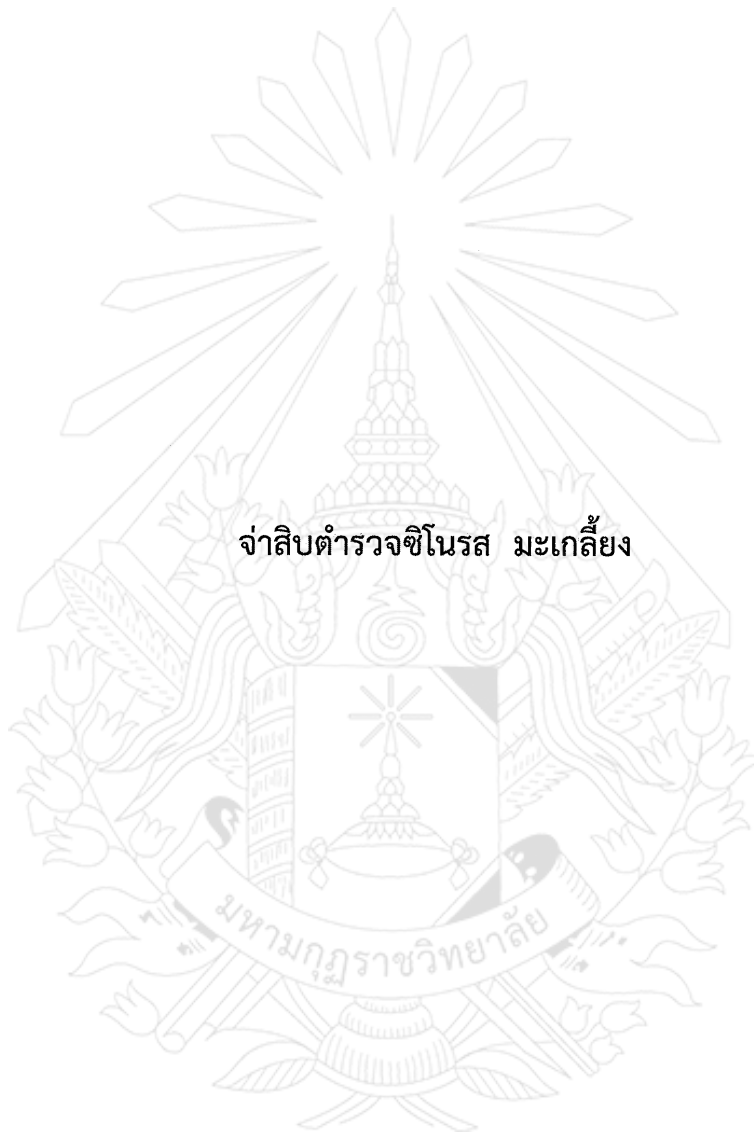 จ่าสิบตำรวจชิโนรส มะเกลี้ยง
มหามกุฏราชวิทยาลัย